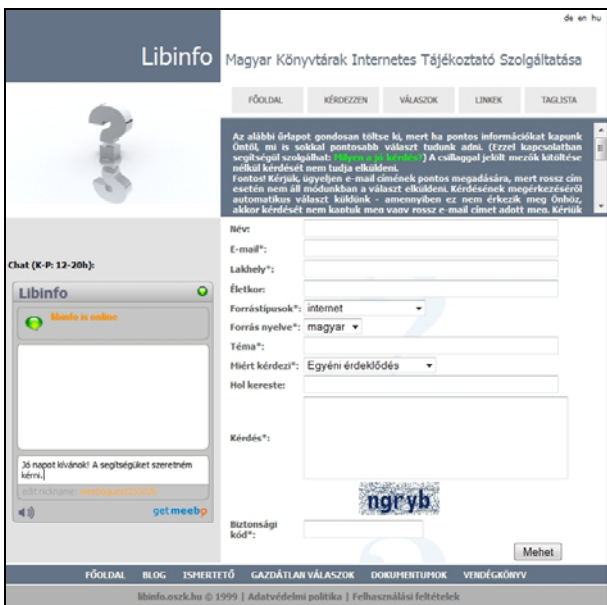 de en hu
Libinfo
Magyar Könyvtárak Internetes Tájékoztató Szolgáltatása
FŐOLDAL KÉRDEZZEN VÁLASZOK LINKEK TAGLISTA
Az alábbi űrlapot gondosan töltse ki, mert ha pontos információkat kapunk
Öntől, mi is sokkal pontosabb választ tudunk adni. (Ezzel kapcsolatban
segítségül szolgálhat: Milyen a jó kérdés?) A csillaggal jelölt mezők kitöltése
nélkül kérdését nem tudja elküldeni.
Fontos! Kérjük, ügyeljen e-mail címének pontos megadására, mert rossz cím
esetén nem áll módunkban a választ elküldeni. Kérdésének megérkezéséről
automatikus választ küldünk - amennyiben ez nem érkezik meg Önhöz,
akkor kérdését nem kaptuk meg vagy rossz e-mail címet adott meg. Kérjük
Név:
E-mail*:
Lakhely*:
Életkor:
Forrástípusok*: internet
Forrás nyelve*: magyar
Téma*:
Miért kérdezi*: Egyéni érdeklődés
Hol kereste:
Kérdés*:
ngryb
Biztonsági
kód*:
Mehet
Chat (K-P: 12-20h):
Libinfo
libinfo is online
Jó napot kívánok! A segítségüket szeretném
kérni.
edit nickname:
get meebo
FŐOLDAL BLOG ISMERTETŐ GAZDÁTLAN VÁLASZOK DOKUMENTUMOK VENDÉGKÖNYV
libinfo.oszk.hu © 1999 | Adatvédelmi politika | Felhasználási feltételek